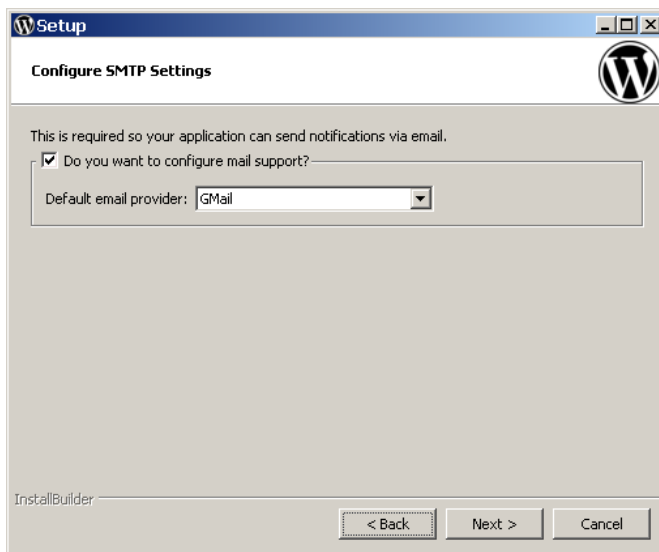 Setup
Configure SMTP Settings
This is required so your application can send notifications via email.
Do you want to configure mail support?
Default email provider: GMail
InstallBuilder
< Back Next > Cancel